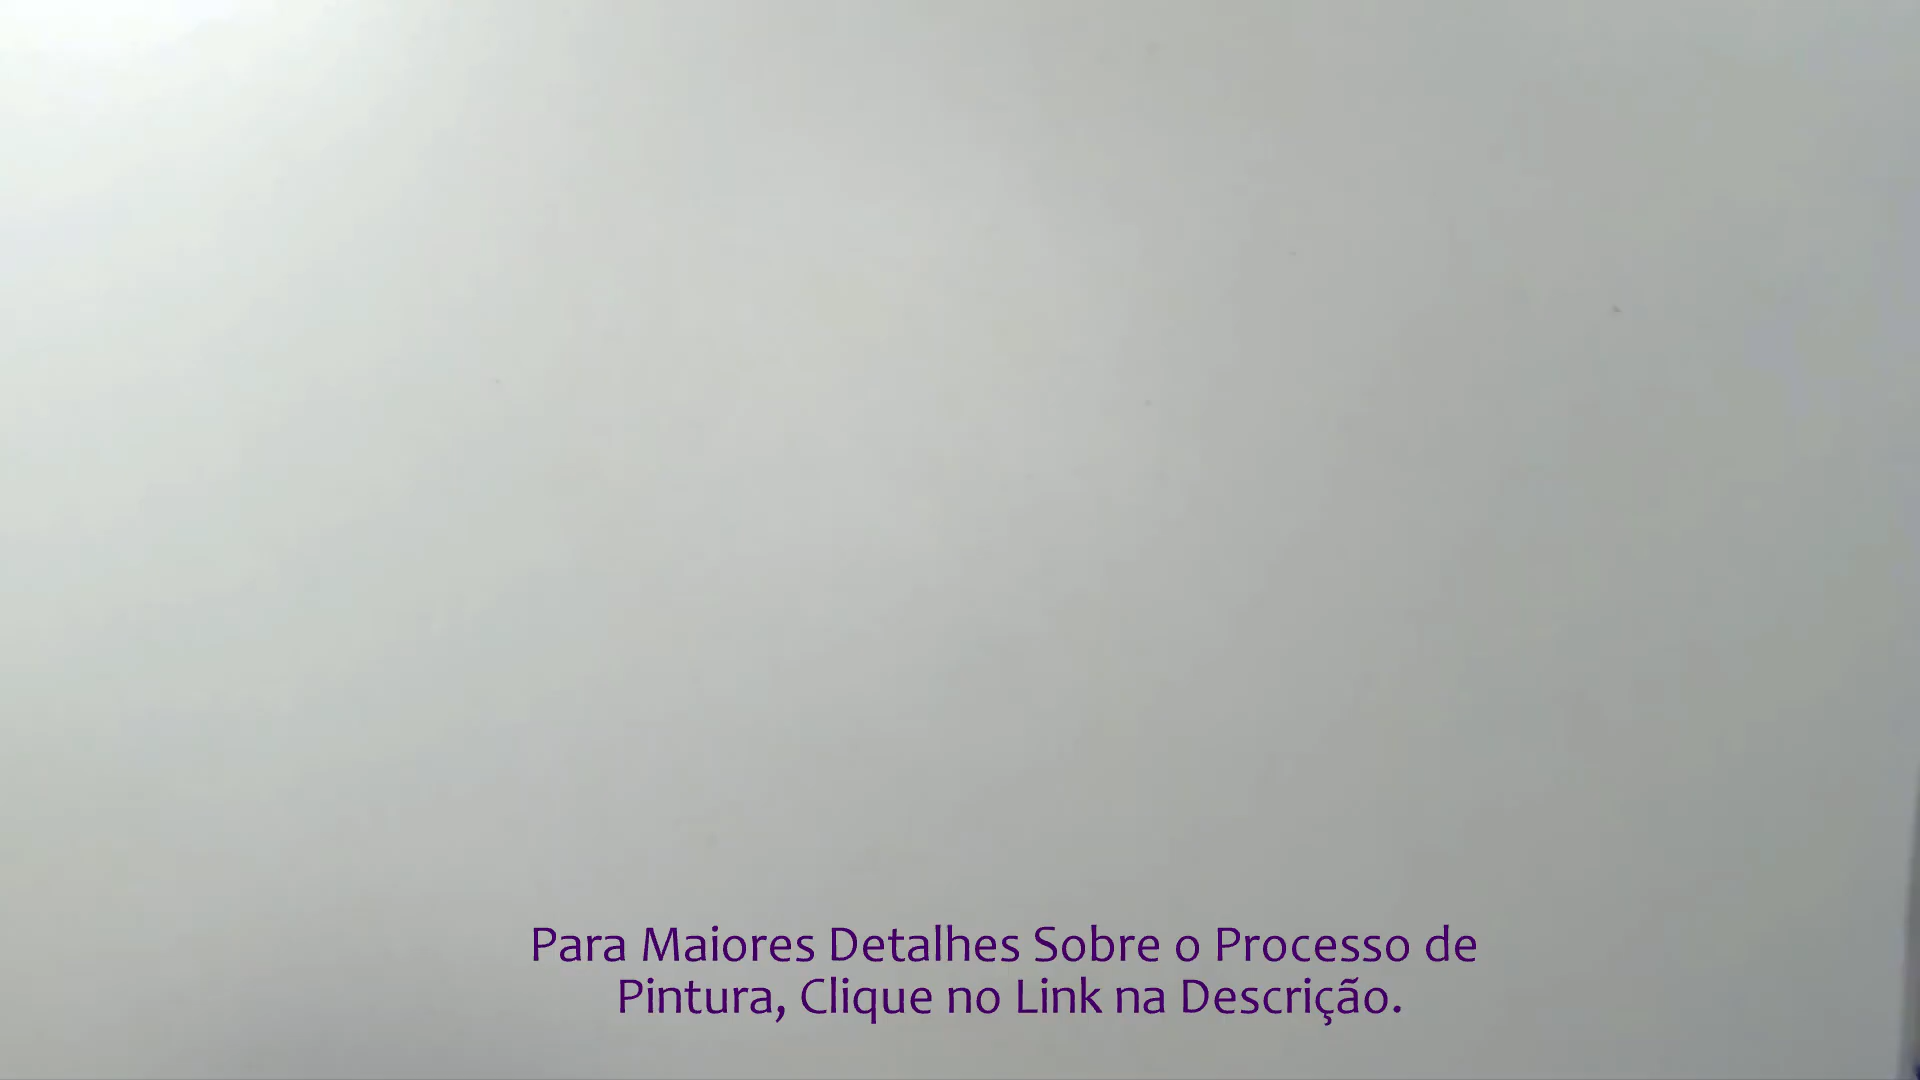 Para Maiores Detalhes Sobre o Processo de
Pintura, Clique no Link na Descrição.